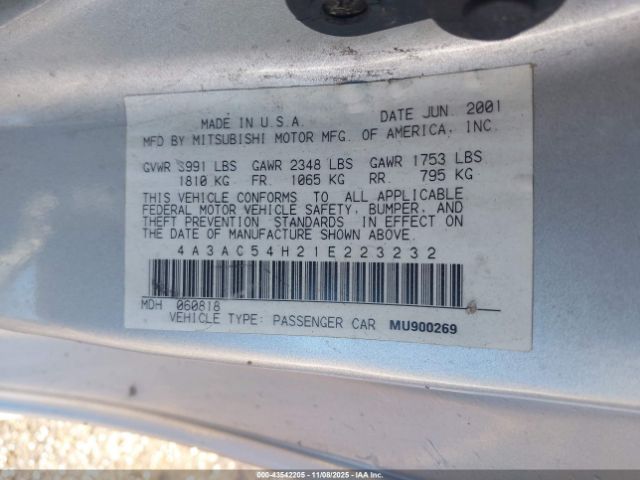 MADE IN U.S.A. DATE JUN. 2001
MFD BY MITSUBISHI MOTOR MFG. OF AMERICA, INC.
GVWR 3991 LBS GAWR 2348 LBS GAWR 1753 LBS
1810 KG FR. 1065 KG RR. 795 KG
THIS VEHICLE CONFORMS TO ALL APPLICABLE
FEDERAL MOTOR VEHICLE SAFETY, BUMPER, AND
THEFT PREVENTION STANDARDS IN EFFECT ON
THE DATE OF MANUFACTURE SHOWN ABOVE.
4A3AC54H21E223232
MDH 060818
VEHICLE TYPE: PASSENGER CAR MU900269
000-43542205 - 11/08/2025 - IAAI.COM